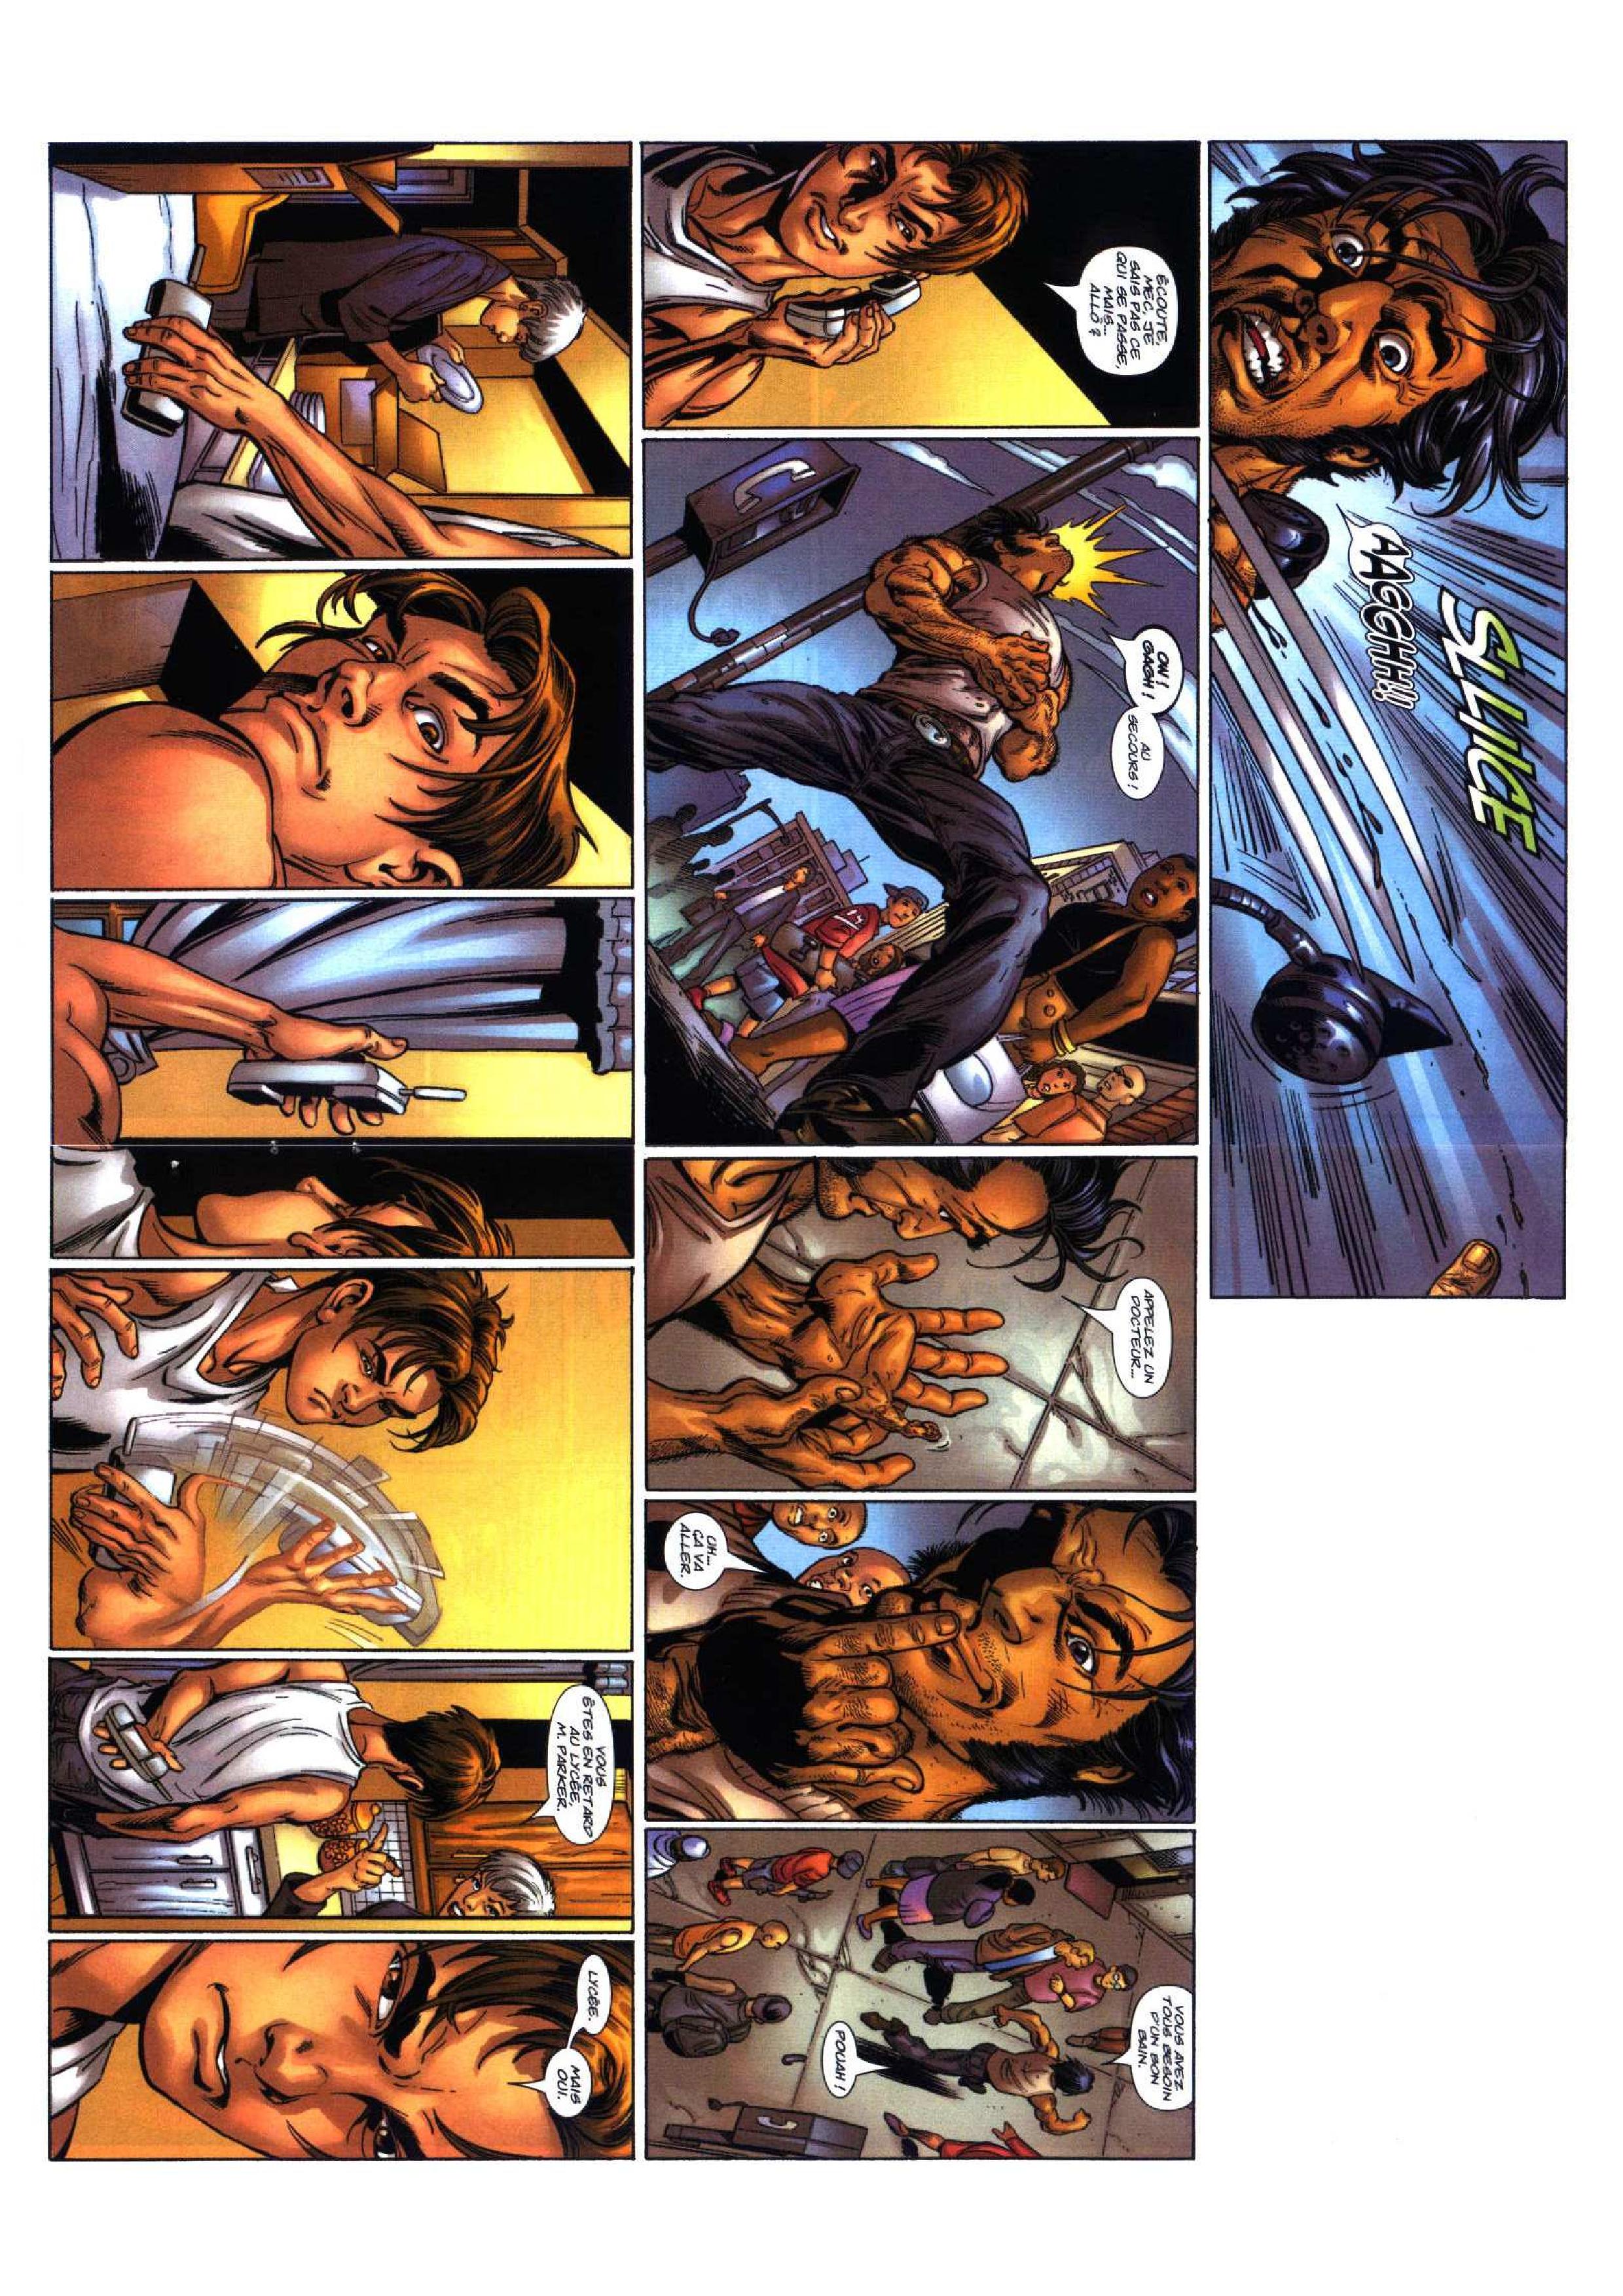 SLICE
AAGGHH!!
ÉCOUTE,
MEC, JE
SAIS PAS CE
QUI SE PASSE,
MAIS...
ALLÔ ?
OW !
GAGH !
AU
SECOURS !
APPELEZ UN
DOCTEUR...
UH...
ÇA VA
ALLER.
VOUS AVEZ
TOUS BESOIN
D'UN BON
BAIN.
POUAH !
VOUS
ÊTES EN RETARD
AU LYCÉE,
M. PARKER.
LYCÉE.
MAIS
OUI.